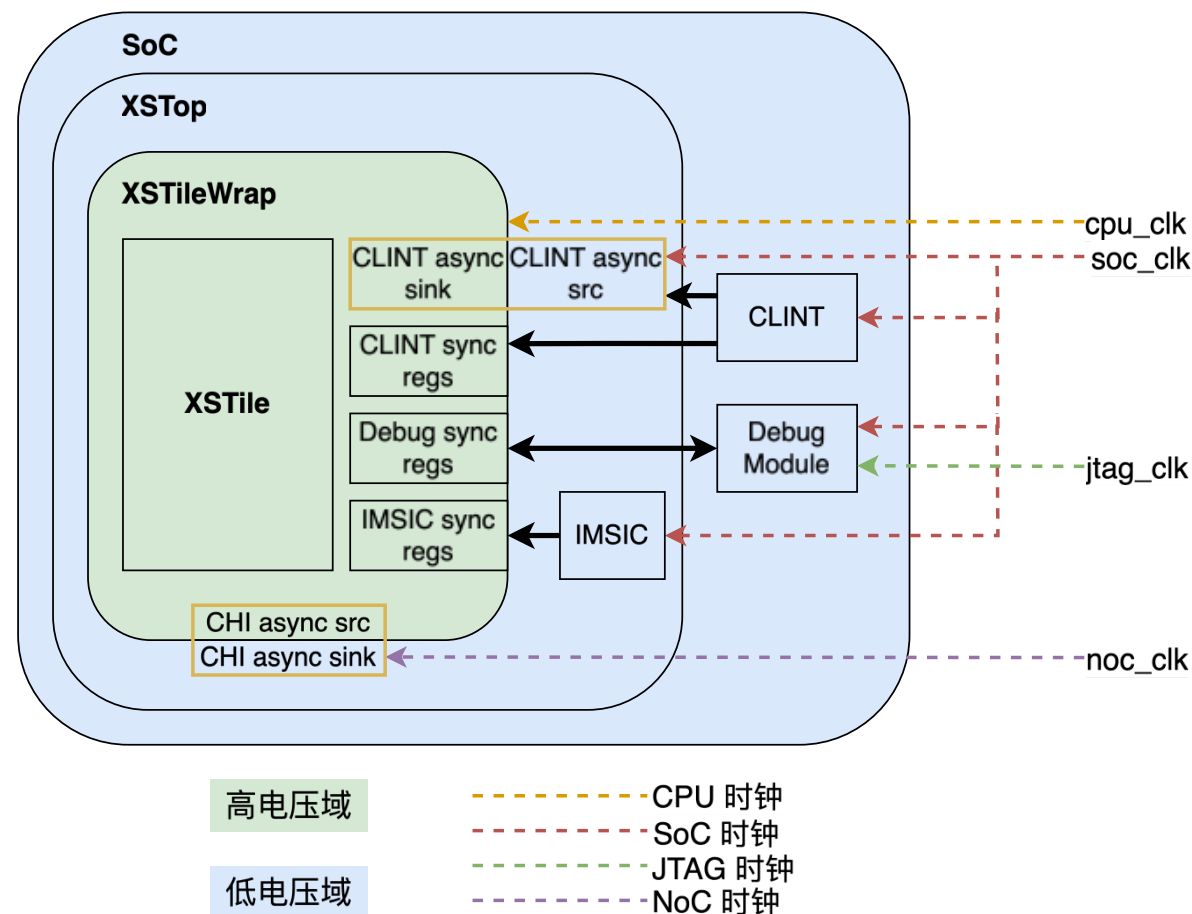 SoC
XSTop
XSTileWrap
cpu_clk
CLINT async
sink
CLINT async
src
soc_clk
CLINT
CLINT sync
regs
XSTile
Debug sync
regs
Debug
Module
jtag_clk
IMSIC sync
regs
IMSIC
CHI async src
CHI async sink
noc_clk
高电压域
CPU 时钟
SoC 时钟
JTAG 时钟
低电压域
NoC 时钟